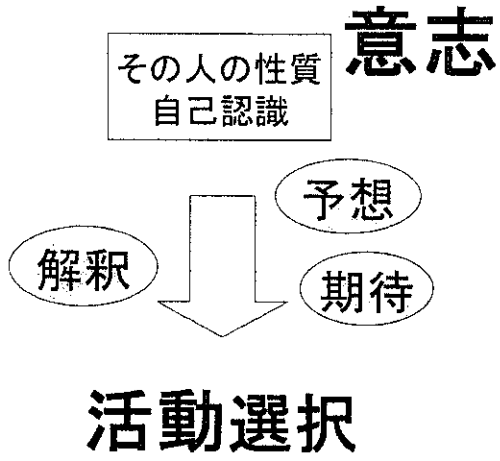 意志
その人の性質
自己認識
予想
解釈
期待
活動選択